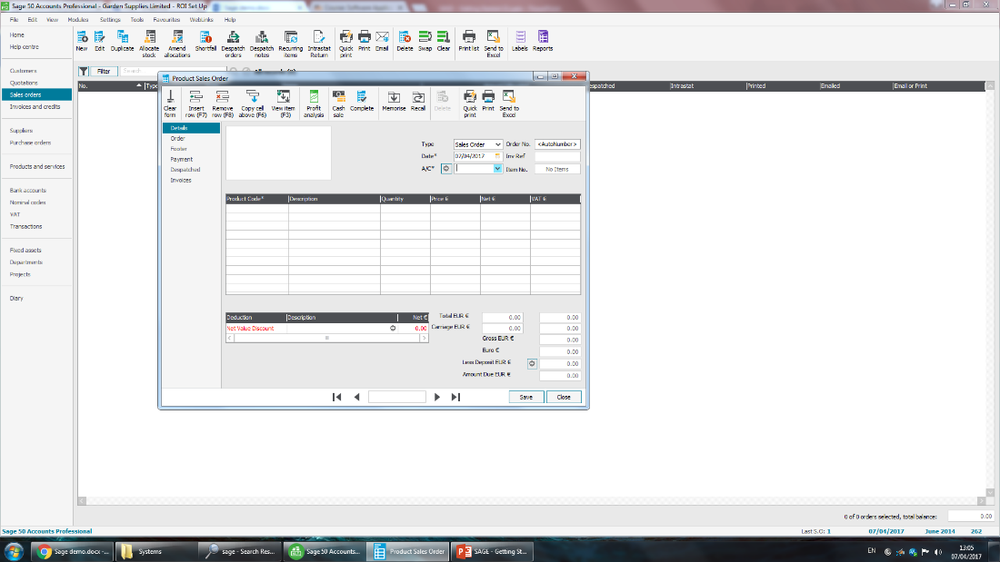 Sage 50 Accounts Professional - Garden Supplies Limited - ROI Set Up
File Edit View Modules Settings Tools Favourites WebLinks Help
Home
Help centre
Customers
Quotations
Sales orders
Invoices and credits
Suppliers
Purchase orders
Products and services
Bank accounts
Nominal codes
VAT
Transactions
Fixed assets
Departments
Projects
Diary
New Edit Duplicate Allocate stock Amend allocations Shortfall Despatch orders Despatch notes Recurring items Intrastat Return Quick print Print Email Delete Swap Clear Print list Send to Excel Labels Reports
Filter Search
No. Type Intrastat Printed Emailed Email or Print
Product Sales Order
Clear form Insert row (F7) Remove row (F8) Copy cell above (F6) View item (F3) Profit analysis Cash sale Complete Memorise Recall Delete Quick print Print Send to Excel
Details
Order
Footer
Payment
Despatched
Invoices
Type Sales Order Order No. <AutoNumber>
Date* 07/04/2017 Inv Ref
A/C* Item No. No Items
Product Code* Description Quantity Price € Net € VAT €
Deduction Description Net €
Net Value Discount 0.00
Total EUR € 0.00 0.00
Carriage EUR € 0.00 0.00
Gross EUR € 0.00
Euro € 0.00
Less Deposit EUR € 0.00
Amount Due EUR € 0.00
Save Close
0 of 0 orders selected, total balance: 0.00
Sage 50 Accounts Professional Last S.O: 1 07/04/2017 June 2014 262
Sage demo.docx -... Systems sage - Search Res... Sage 50 Accounts... Product Sales Order SAGE - Getting St... EN 13:05
07/04/2017